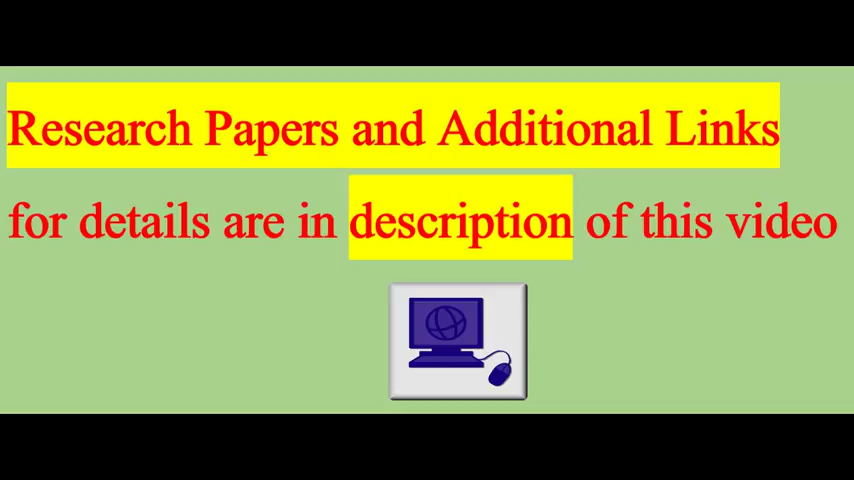 Research Papers and Additional Links
for details are in description of this video